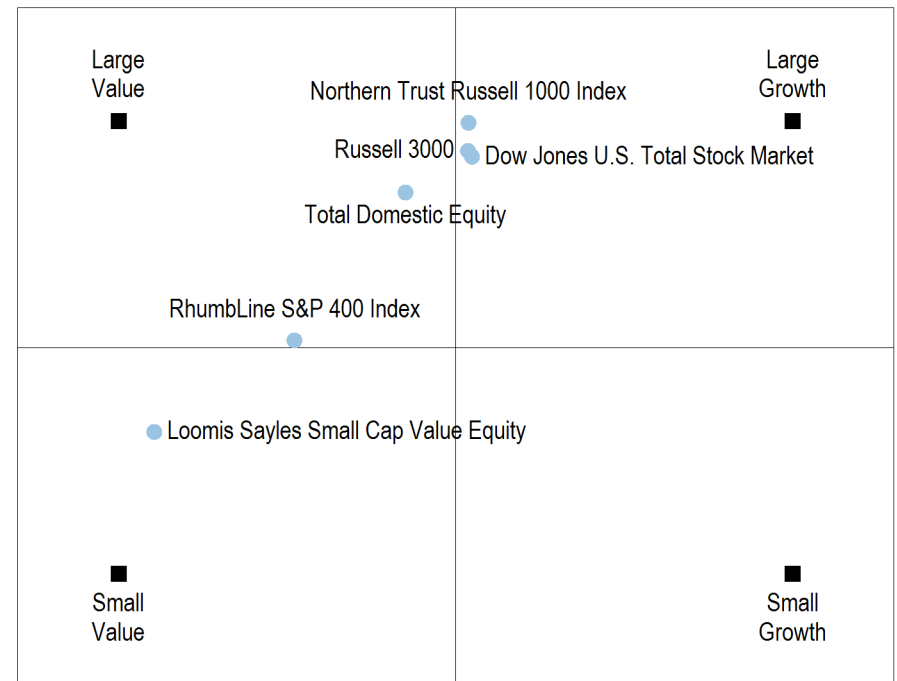 Large
Value
Large
Growth
Northern Trust Russell 1000 Index
Russell 3000
Dow Jones U.S. Total Stock Market
Total Domestic Equity
RhumbLine S&P 400 Index
Loomis Sayles Small Cap Value Equity
Small
Value
Small
Growth